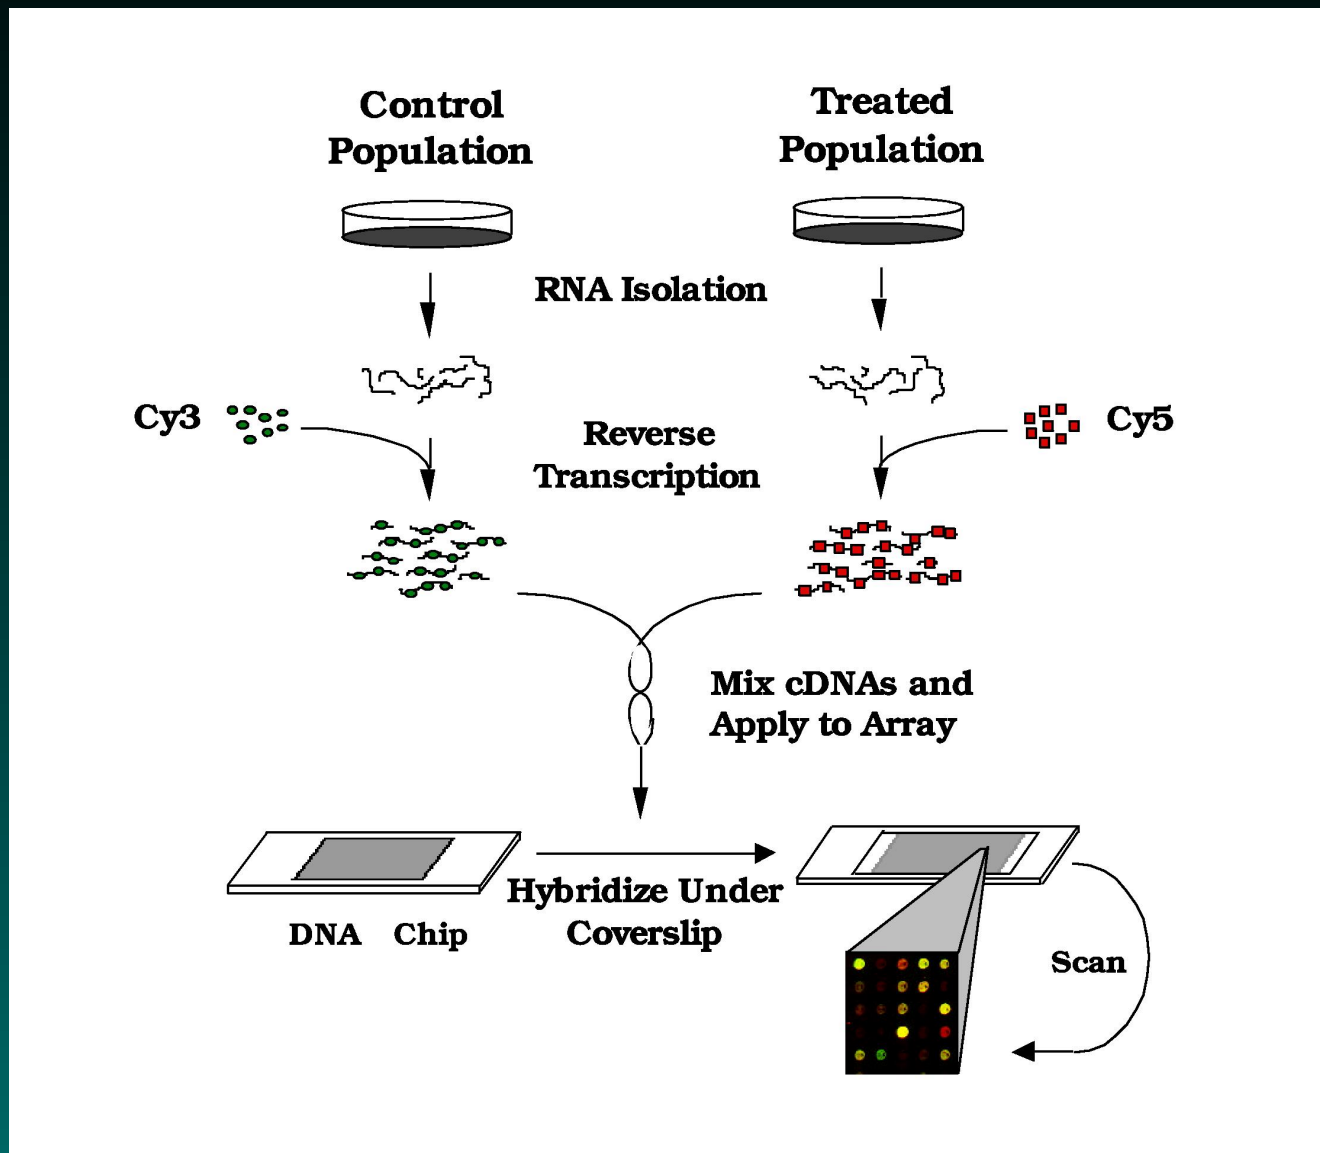 Control
Population
Treated
Population
RNA Isolation
Cy3
Reverse
Transcription
Cy5
Mix cDNAs and
Apply to Array
Hybridize Under
Coverslip
DNA Chip
Scan